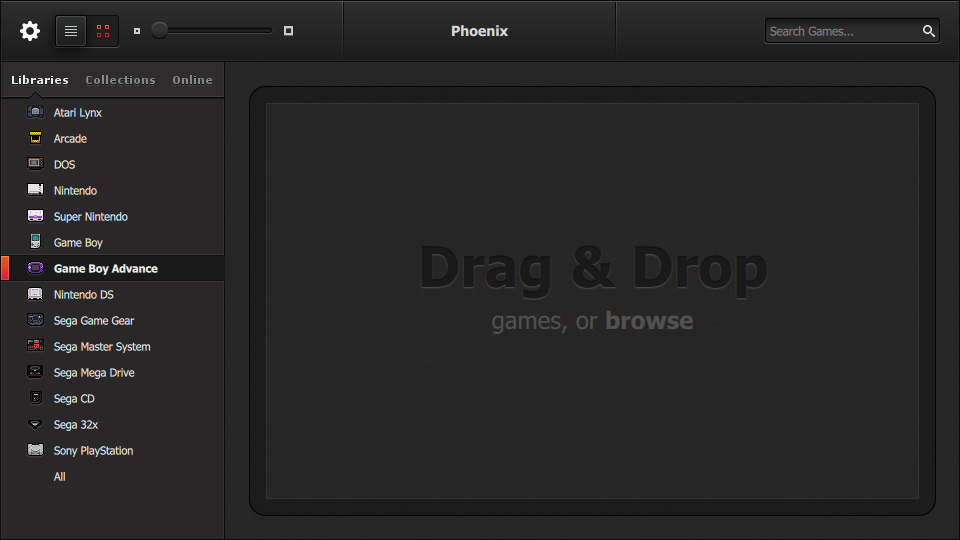 Phoenix
Search Games...
Libraries Collections Online
Atari Lynx
Arcade
DOS
Nintendo
Super Nintendo
Game Boy
Game Boy Advance
Nintendo DS
Sega Game Gear
Sega Master System
Sega Mega Drive
Sega CD
Sega 32x
Sony PlayStation
All
Drag & Drop
games, or browse